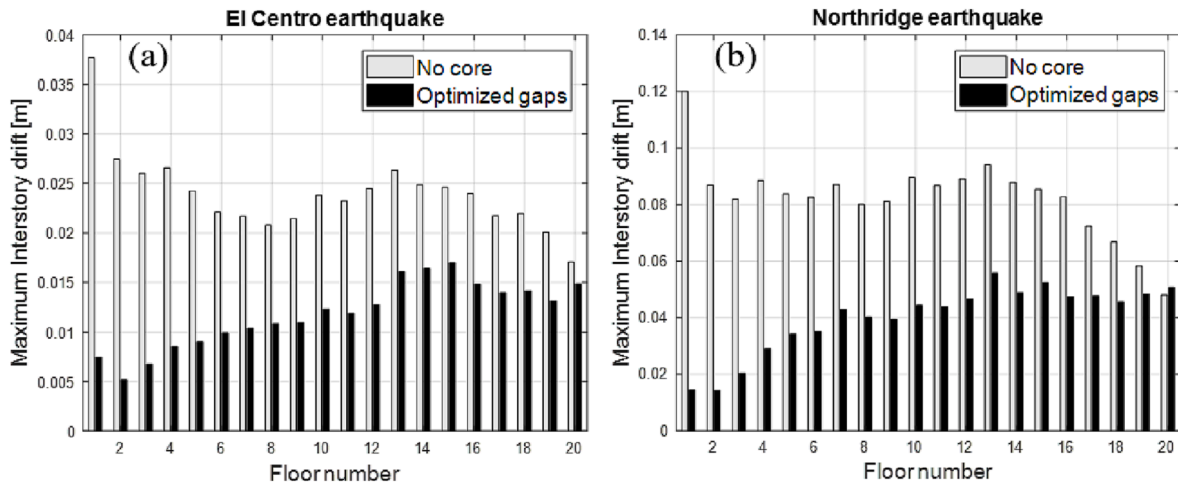 El Centro earthquake
(a)
No core
Optimized gaps
Maximum Interstory drift [m]
0.04
0.035
0.03
0.025
0.02
0.015
0.01
0.005
0
2 4 6 8 10 12 14 16 18 20
Floor number
Northridge earthquake
(b)
No core
Optimized gaps
Maximum Interstory drift [m]
0.14
0.12
0.1
0.08
0.06
0.04
0.02
0
2 4 6 8 10 12 14 16 18 20
Floor number